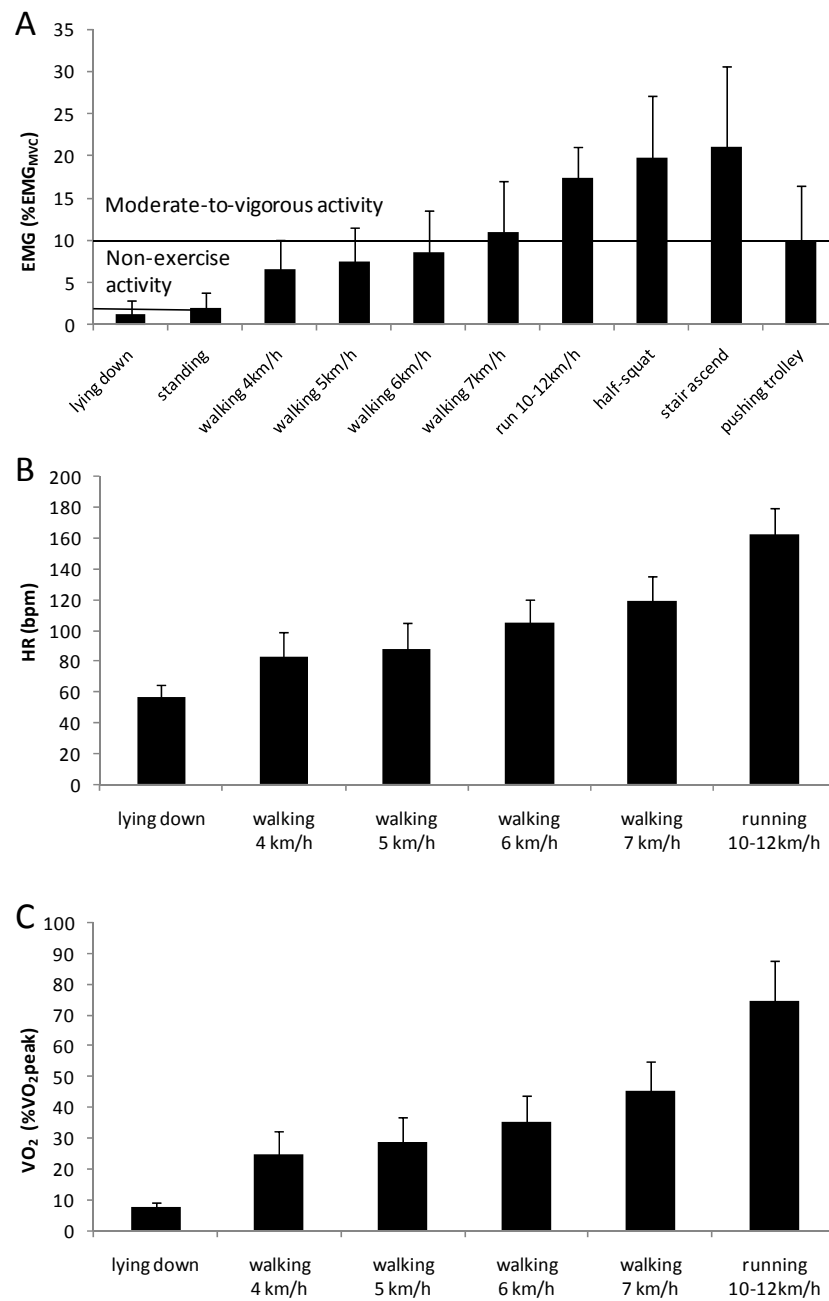 A
35
30
25
20
15
10
5
0
EMG (%EMG_MVC)
Moderate-to-vigorous activity
Non-exercise
activity
lying down
standing
walking 4km/h
walking 5km/h
walking 6km/h
walking 7km/h
run 10-12km/h
half-squat
stair ascend
pushing trolley
B
200
180
160
140
120
100
80
60
40
20
0
HR (bpm)
lying down walking walking walking walking running
4 km/h 5 km/h 6 km/h 7 km/h 10-12km/h
C
100
90
80
70
60
50
40
30
20
10
0
VO₂ (%VO₂peak)
lying down walking walking walking walking running
4 km/h 5 km/h 6 km/h 7 km/h 10-12km/h